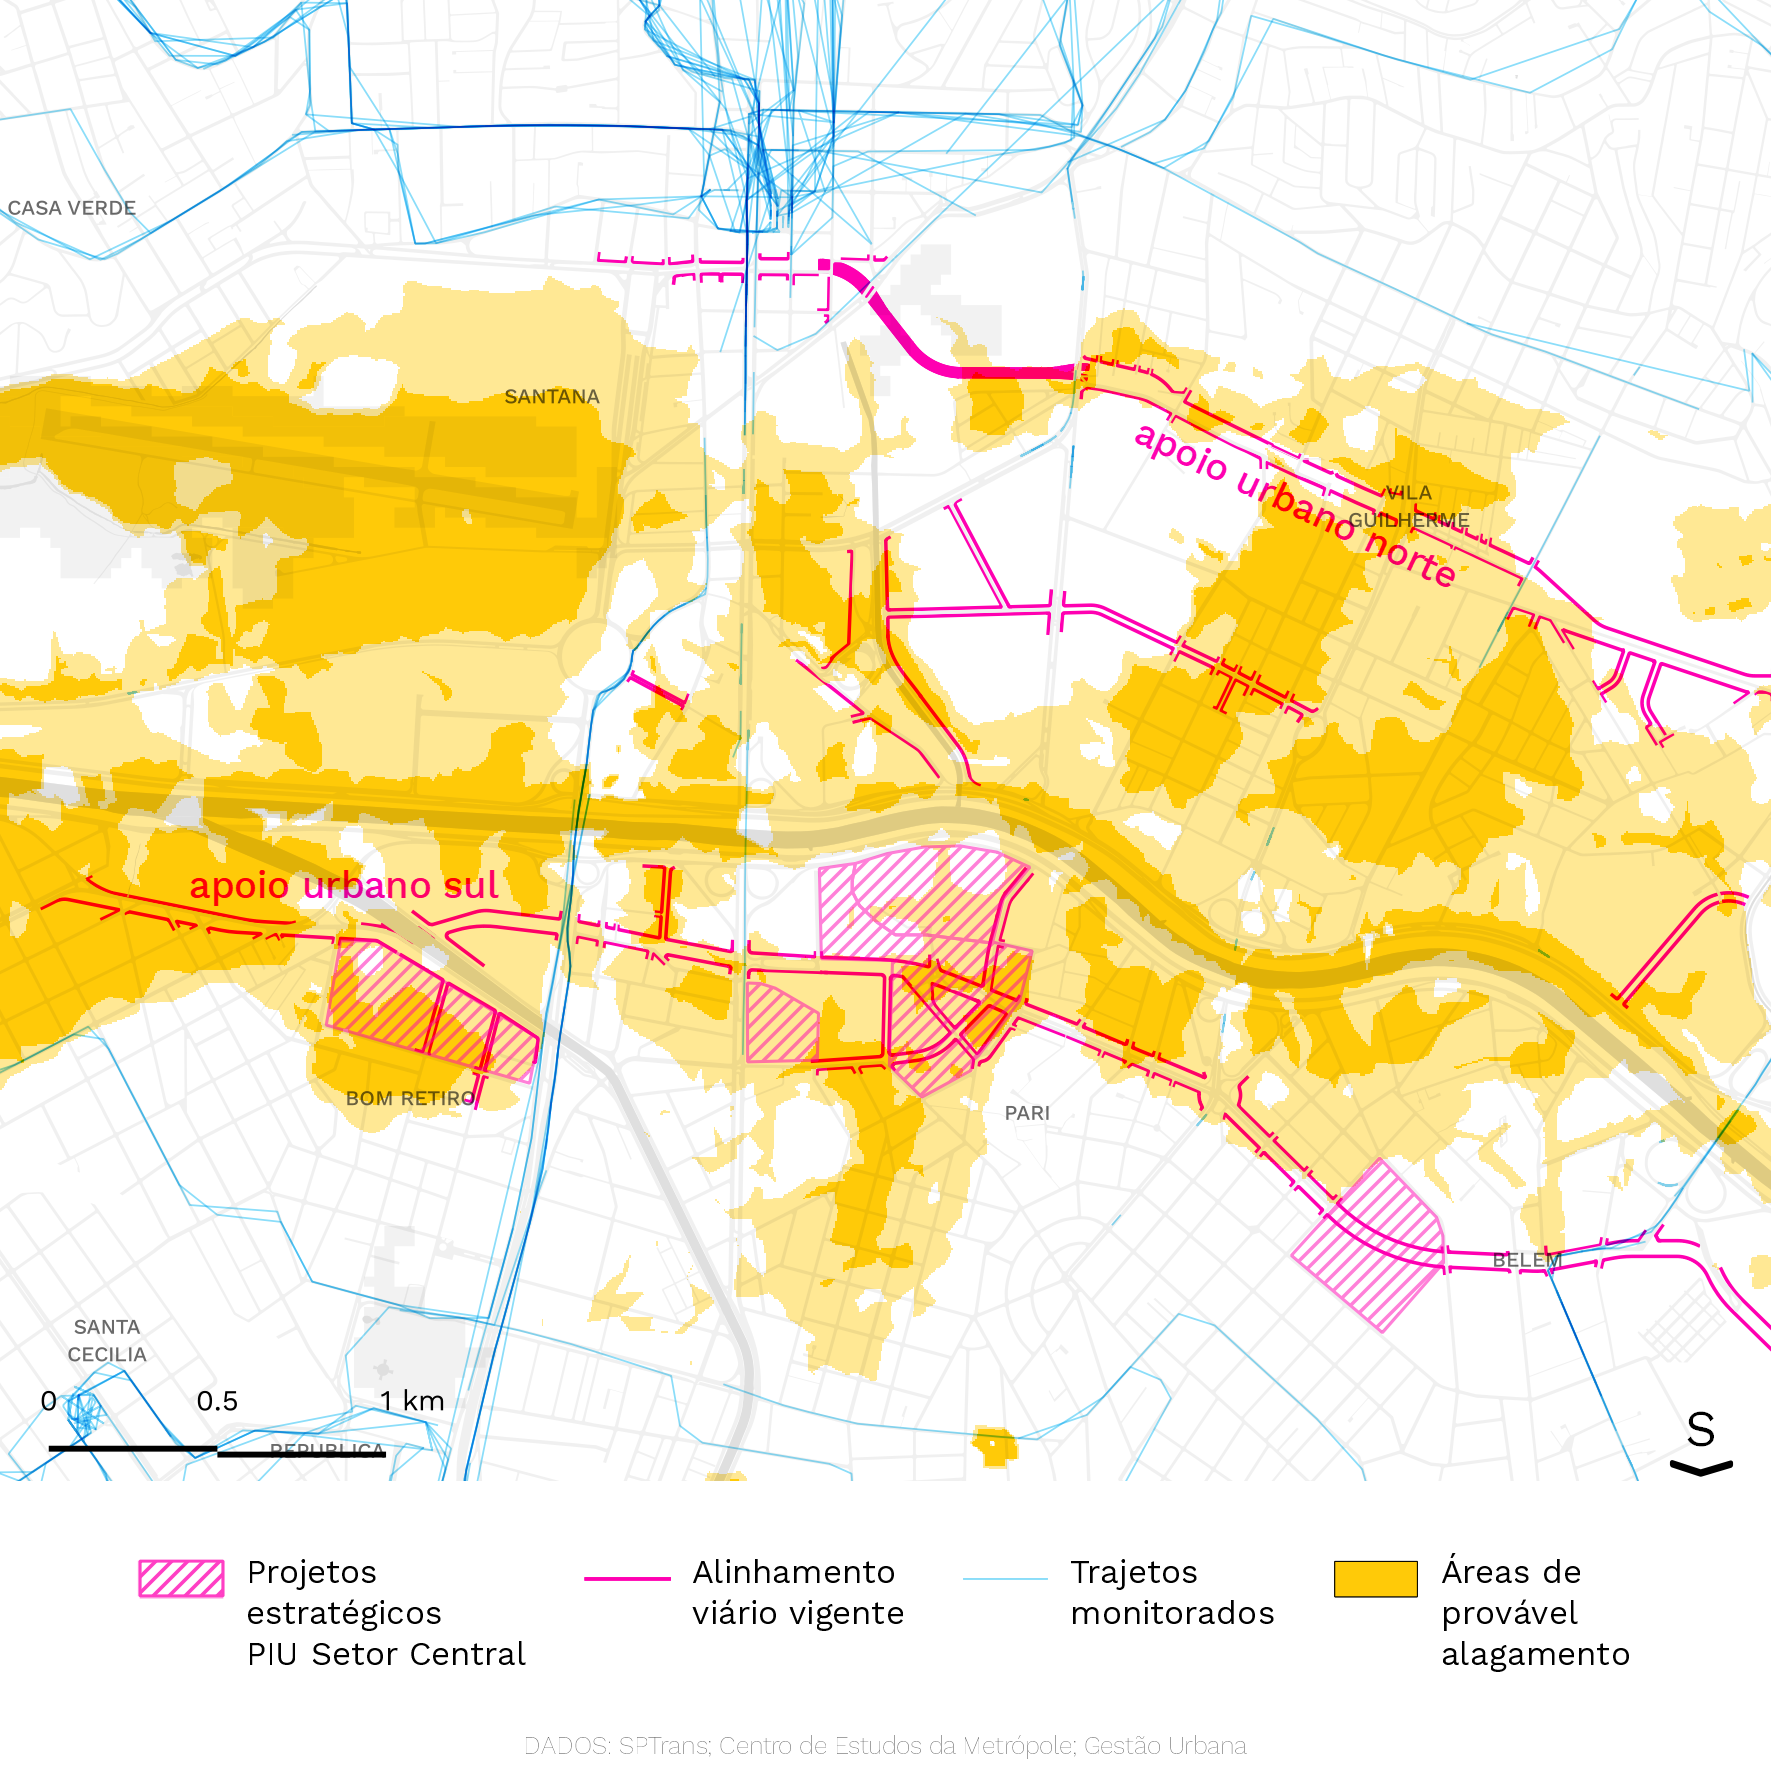 CASA VERDE
SANTANA
apoio urbano norte
VILA
GUILHERME
apoio urbano sul
BOM RETIRO
PARI
BELEM
SANTA
CECILIA
0 0.5 1 km
REPUBLICA
S
Projetos
estratégicos
PIU Setor Central
Alinhamento
viário vigente
Trajetos
monitorados
Áreas de
provável
alagamento
DADOS: SPTrans; Centro de Estudos da Metrópole; Gestão Urbana